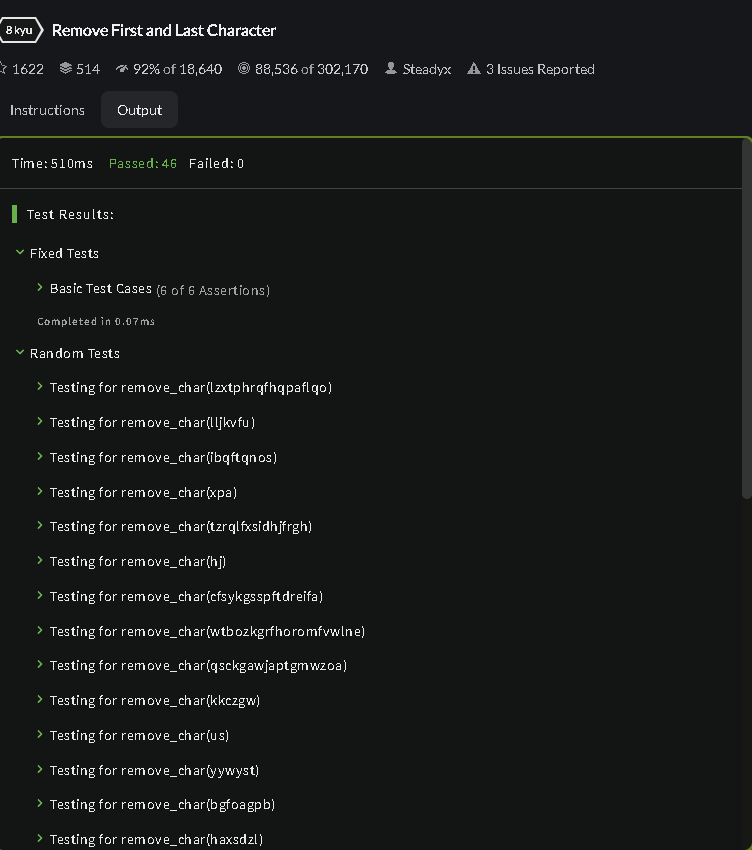 8 kyu Remove First and Last Character
1622 514 92% of 18,640 88,536 of 302,170 Steadyx 3 Issues Reported
Instructions Output
Time: 510ms Passed: 46 Failed: 0
Test Results:
Fixed Tests
Basic Test Cases (6 of 6 Assertions)
Completed in 0.07ms
Random Tests
Testing for remove_char(lzxtphrqfhqpaflqo)
Testing for remove_char(lljkvfu)
Testing for remove_char(ibqftqnos)
Testing for remove_char(xpa)
Testing for remove_char(tzrqlfxsidhjfrgh)
Testing for remove_char(hj)
Testing for remove_char(cfsykgsspftdreifa)
Testing for remove_char(wtbozkgrfhoromfvwlne)
Testing for remove_char(qsckgawjaptgmwzoa)
Testing for remove_char(kkczgw)
Testing for remove_char(us)
Testing for remove_char(yywyst)
Testing for remove_char(bgfoagpb)
Testing for remove_char(haxsdzl)